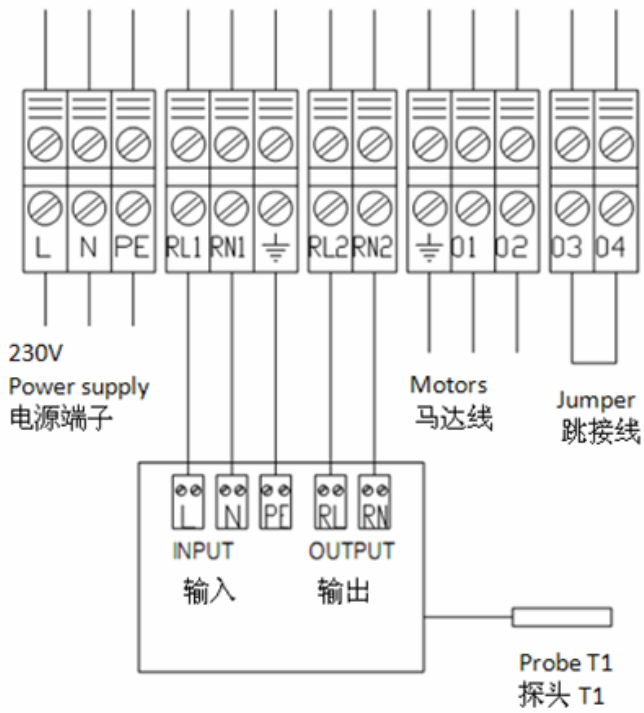 L N PE RL1 RN1 RL2 RN2 01 02 03 04
230V
Power supply
电源端子
Motors
马达线
Jumper
跳接线
L N PE RL RN
INPUT OUTPUT
输入 输出
Probe T1
探头 T1